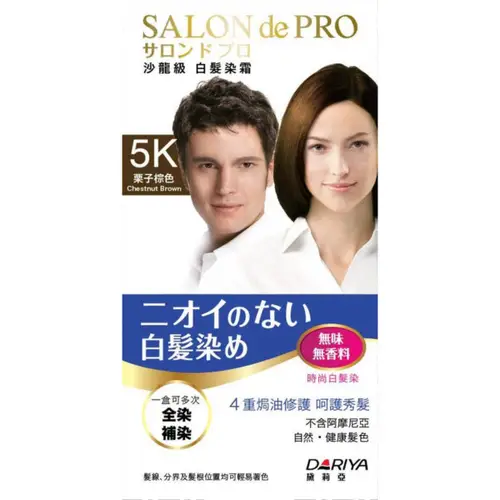 SALON de PRO
サロンドプロ
沙龍級 白髮染霜
5K
栗子棕色
Chestnut Brown
ニオイのない
白髪染め
無味
無香料
時尚白髮染
一盒可多次
全染
補染
4重焗油修護 呵護秀髮
不含阿摩尼亞
自然・健康髮色
髮線、分界及髮根位置均可輕易著色
DARIYA
黛莉亞